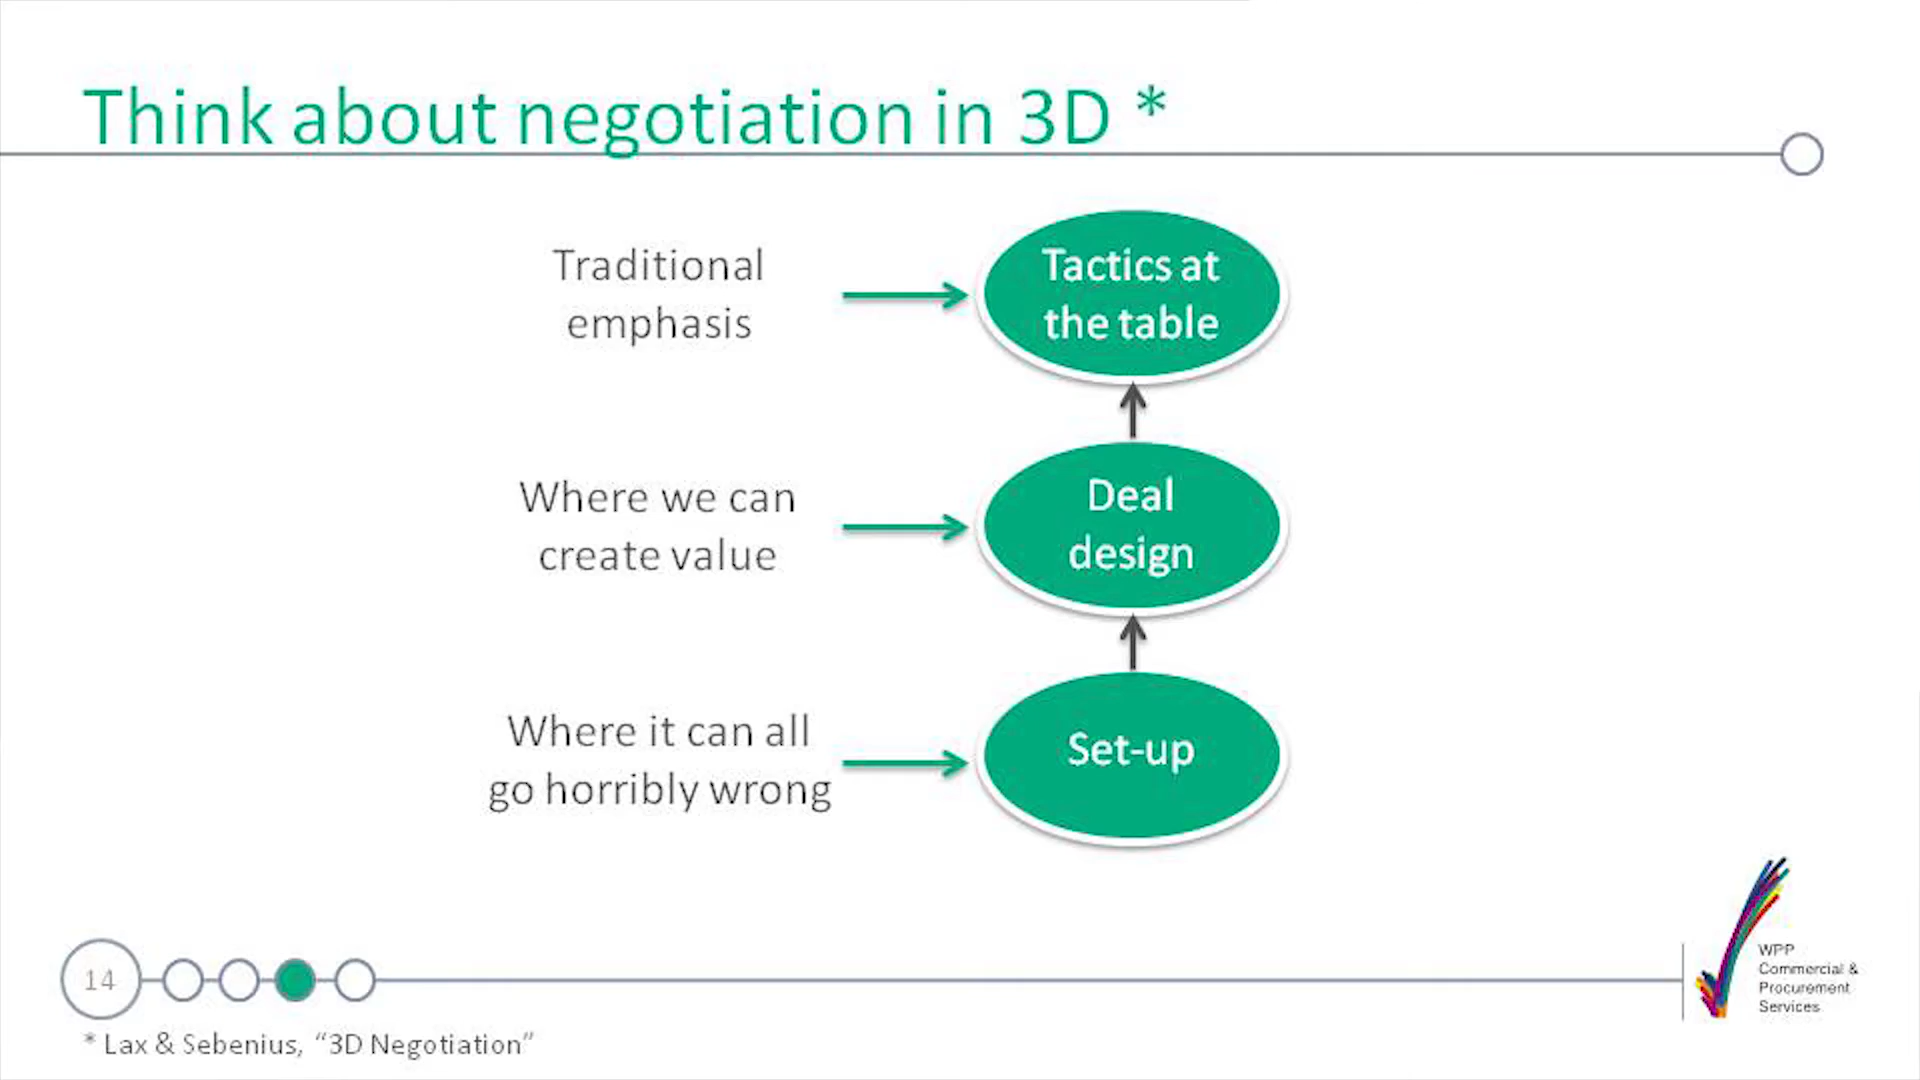 Think about negotiation in 3D *
Traditional
emphasis
Tactics at
the table
Where we can
create value
Deal
design
Where it can all
go horribly wrong
Set-up
14
WPP
Commercial &
Procurement
Services
* Lax & Sebenius, “3D Negotiation”